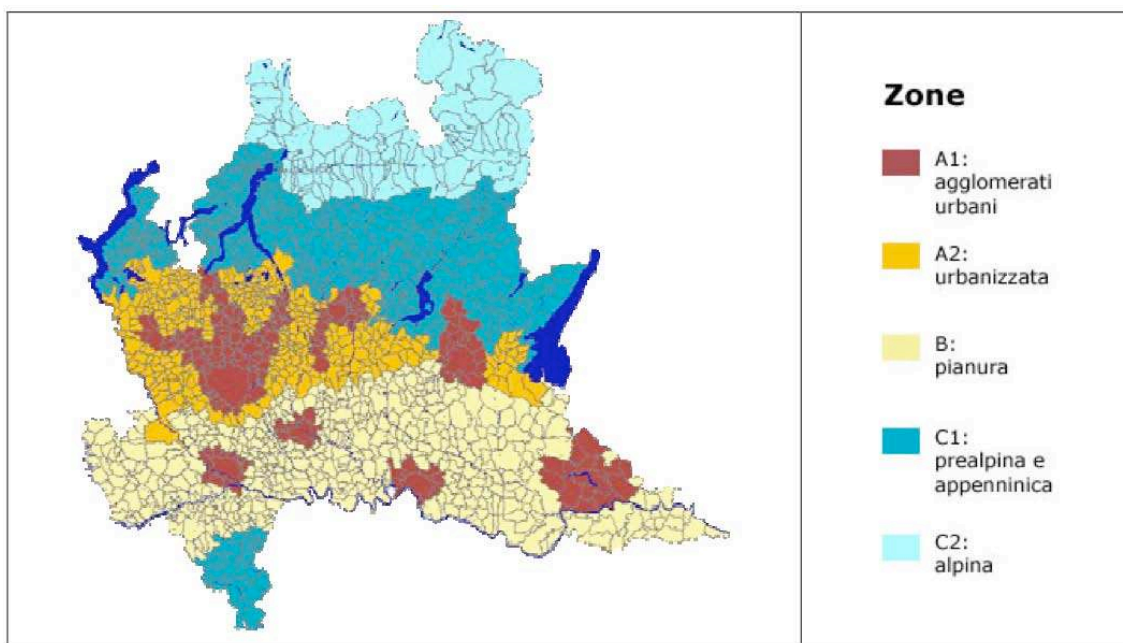 Zone
A1:
agglomerati
urbani
A2:
urbanizzata
B:
pianura
C1:
prealpina e
appenninica
C2:
alpina